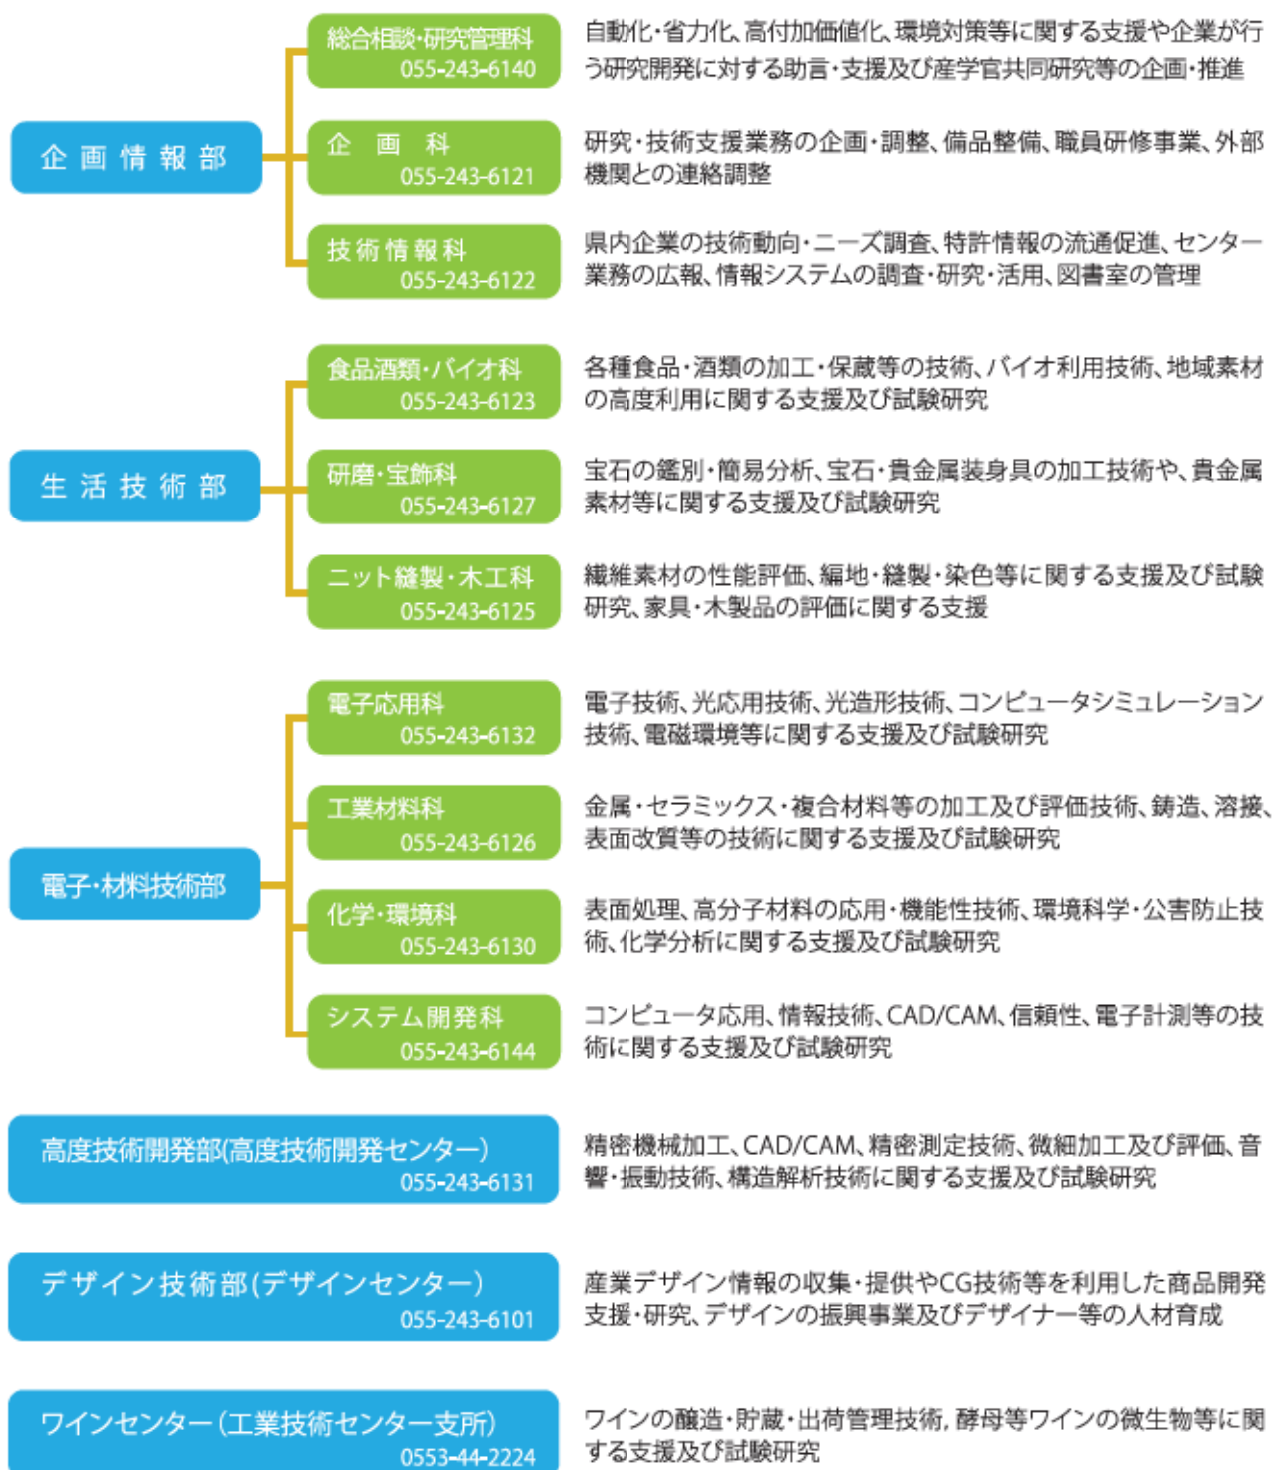 企画情報部
総合相談・研究管理科
055-243-6140
自動化・省力化、高付加価値化、環境対策等に関する支援や企業が行
う研究開発に対する助言・支援及び産学官共同研究等の企画・推進
企画科
055-243-6121
研究・技術支援業務の企画・調整、備品整備、職員研修事業、外部
機関との連絡調整
技術情報科
055-243-6122
県内企業の技術動向・ニーズ調査、特許情報の流通促進、センター
業務の広報、情報システムの調査・研究・活用、図書室の管理
生活技術部
食品酒類・バイオ科
055-243-6123
各種食品・酒類の加工・保蔵等の技術、バイオ利用技術、地域素材
の高度利用に関する支援及び試験研究
研磨・宝飾科
055-243-6127
宝石の鑑別・簡易分析、宝石・貴金属装身具の加工技術や、貴金属
素材等に関する支援及び試験研究
ニット縫製・木工科
055-243-6125
繊維素材の性能評価、編地・縫製・染色等に関する支援及び試験
研究、家具・木製品の評価に関する支援
電子・材料技術部
電子応用科
055-243-6132
電子技術、光応用技術、光造形技術、コンピュータシミュレーション
技術、電磁環境等に関する支援及び試験研究
工業材料科
055-243-6126
金属・セラミックス・複合材料等の加工及び評価技術、鋳造、溶接、
表面改質等の技術に関する支援及び試験研究
化学・環境科
055-243-6130
表面処理、高分子材料の応用・機能性技術、環境科学・公害防止技
術、化学分析に関する支援及び試験研究
システム開発科
055-243-6144
コンピュータ応用、情報技術、CAD/CAM、信頼性、電子計測等の技
術に関する支援及び試験研究
高度技術開発部(高度技術開発センター)
055-243-6131
精密機械加工、CAD/CAM、精密測定技術、微細加工及び評価、音
響・振動技術、構造解析技術に関する支援及び試験研究
デザイン技術部(デザインセンター)
055-243-6101
産業デザイン情報の収集・提供やCG技術等を利用した商品開発
支援・研究、デザインの振興事業及びデザイナー等の人材育成
ワインセンター(工業技術センター支所)
0553-44-2224
ワインの醸造・貯蔵・出荷管理技術, 酵母等ワインの微生物等に関
する支援及び試験研究